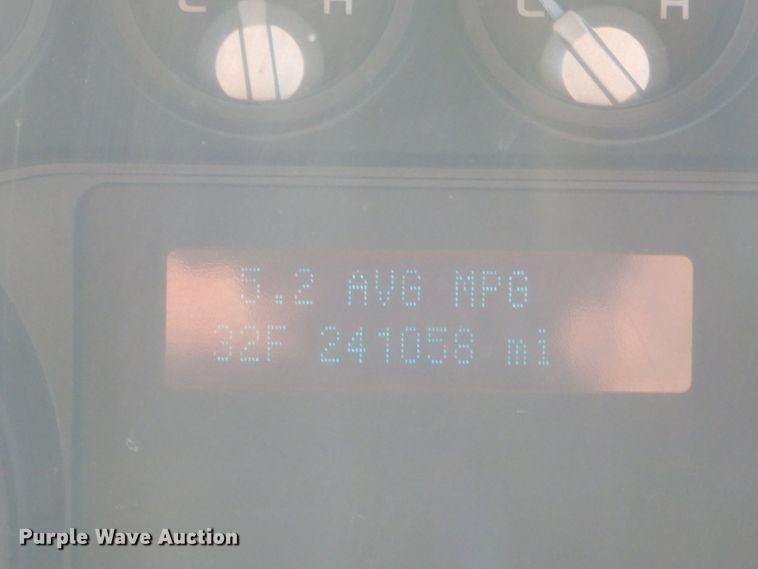 C H C H
5.2 AVG MPG
32F 241058 mi
Purple Wave Auction